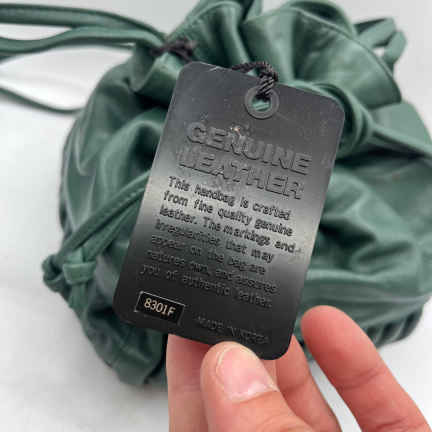 GENUINE
LEATHER
This handbag is crafted
from fine quality genuine
leather. The markings and
irregularities that may
appear on the bag are
natures own, and assures
you of authentic leather.
8301F
MADE IN KOREA